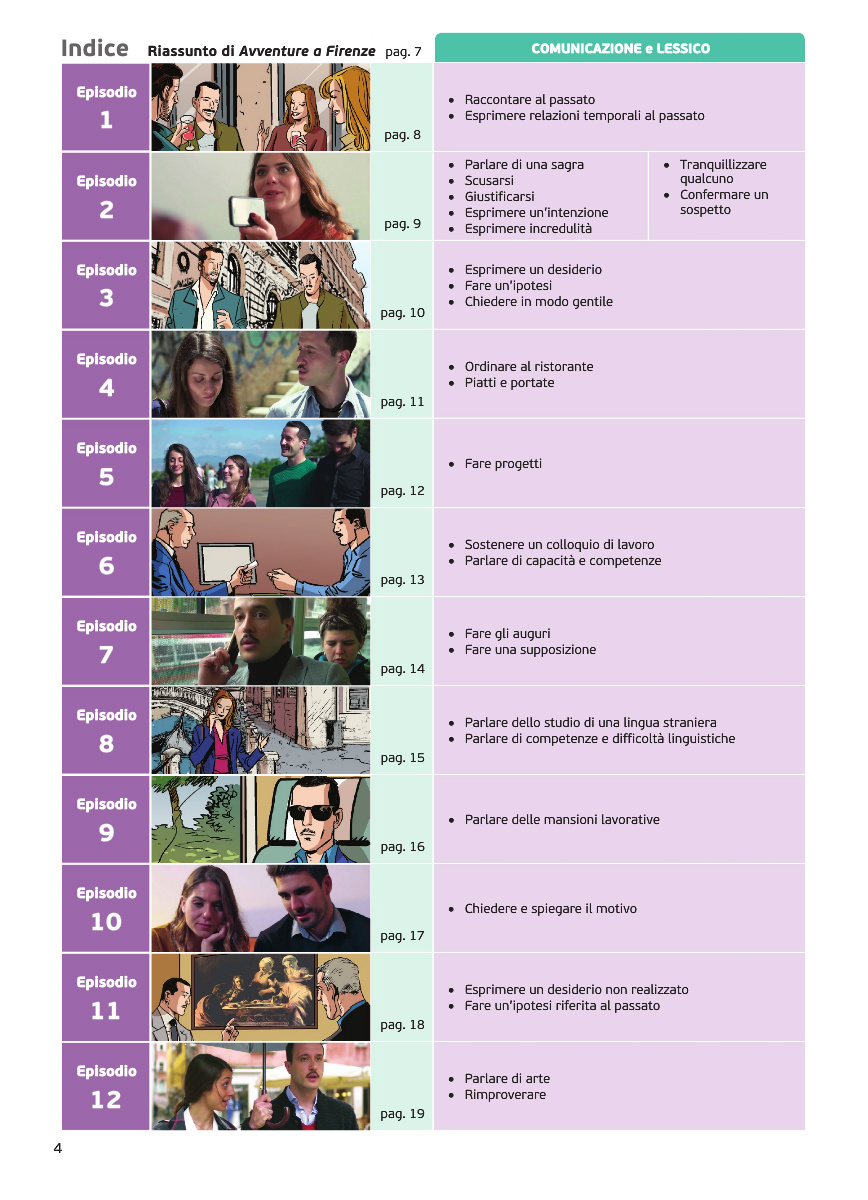 Indice Riassunto di Avventure a Firenze pag. 7
COMUNICAZIONE e LESSICO
Episodio
1
pag. 8
• Raccontare al passato
• Esprimere relazioni temporali al passato
Episodio
2
pag. 9
• Parlare di una sagra
• Scusarsi
• Giustificarsi
• Esprimere un'intenzione
• Esprimere incredulità
• Tranquillizzare
qualcuno
• Confermare un
sospetto
Episodio
3
pag. 10
• Esprimere un desiderio
• Fare un'ipotesi
• Chiedere in modo gentile
Episodio
4
pag. 11
• Ordinare al ristorante
• Piatti e portate
Episodio
5
pag. 12
• Fare progetti
Episodio
6
pag. 13
• Sostenere un colloquio di lavoro
• Parlare di capacità e competenze
Episodio
7
pag. 14
• Fare gli auguri
• Fare una supposizione
Episodio
8
pag. 15
• Parlare dello studio di una lingua straniera
• Parlare di competenze e difficoltà linguistiche
Episodio
9
pag. 16
• Parlare delle mansioni lavorative
Episodio
10
pag. 17
• Chiedere e spiegare il motivo
Episodio
11
pag. 18
• Esprimere un desiderio non realizzato
• Fare un'ipotesi riferita al passato
Episodio
12
pag. 19
• Parlare di arte
• Rimproverare
4